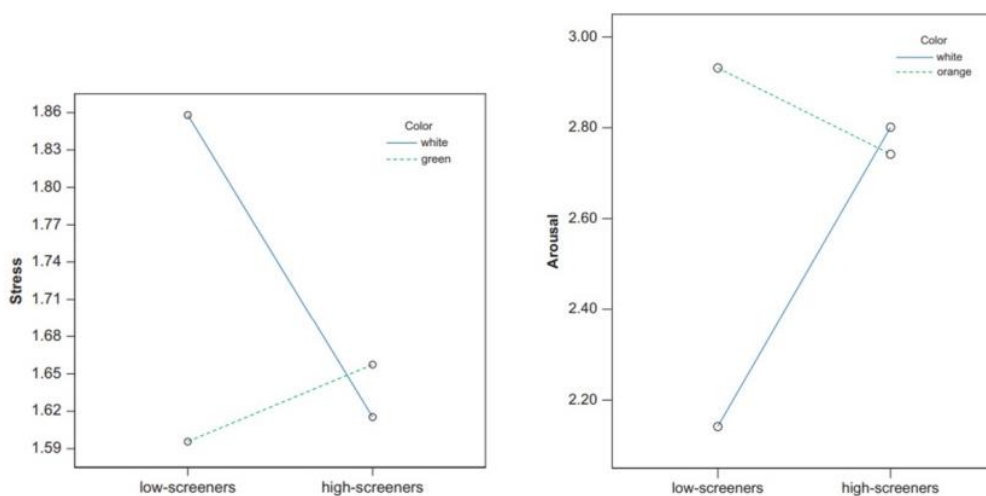 Stress
1.86
1.83
1.80
1.77
1.74
1.71
1.68
1.65
1.62
1.59
Color
white
green
low-screeners
high-screeners
Arousal
3.00
2.80
2.60
2.40
2.20
Color
white
orange
low-screeners
high-screeners